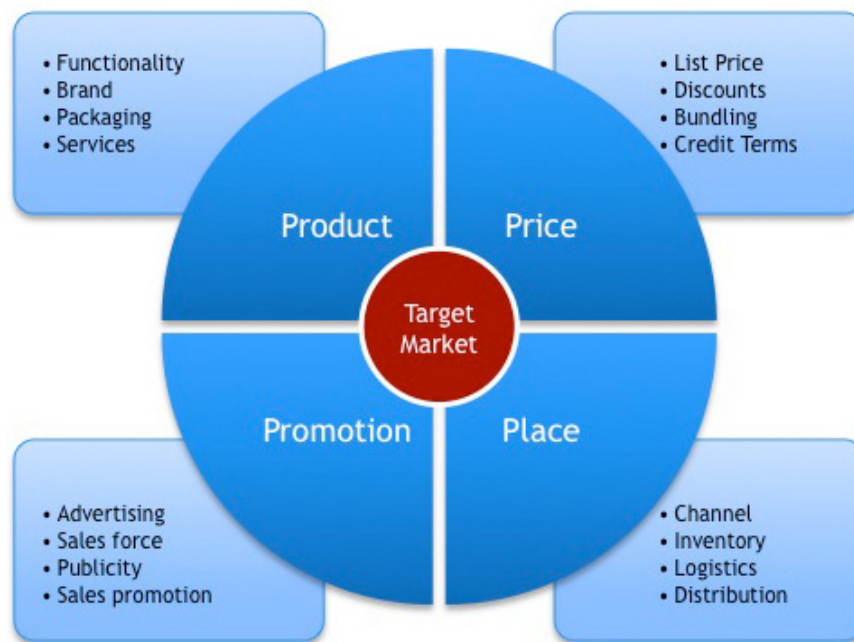 • Functionality
• Brand
• Packaging
• Services
• List Price
• Discounts
• Bundling
• Credit Terms
Product
Price
Target
Market
Promotion
Place
• Advertising
• Sales force
• Publicity
• Sales promotion
• Channel
• Inventory
• Logistics
• Distribution